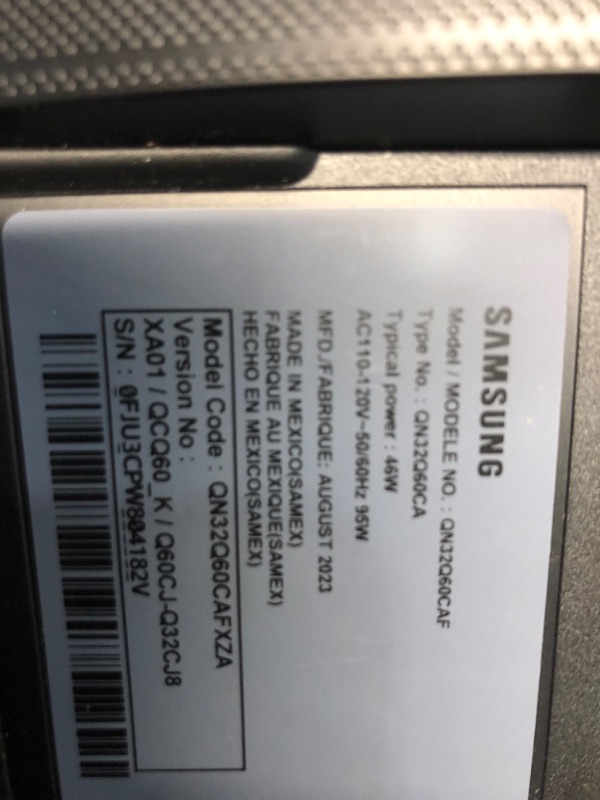 SAMSUNG
Model / MODELE NO. : QN32Q60CAF
Type No. : QN32Q60CA
Typical power : 46W
AC110-120V~50/60Hz 95W
MFD./FABRIQUE: AUGUST 2023
MADE IN MEXICO(SAMEX)
FABRIQUE AU MEXIQUE(SAMEX)
HECHO EN MEXICO(SAMEX)
Model Code : QN32Q60CAFXZA
Version No :
XA01 / QCQ60_K / Q60CJ-Q32CJ8
S/N : 0FJU3CPW804182V